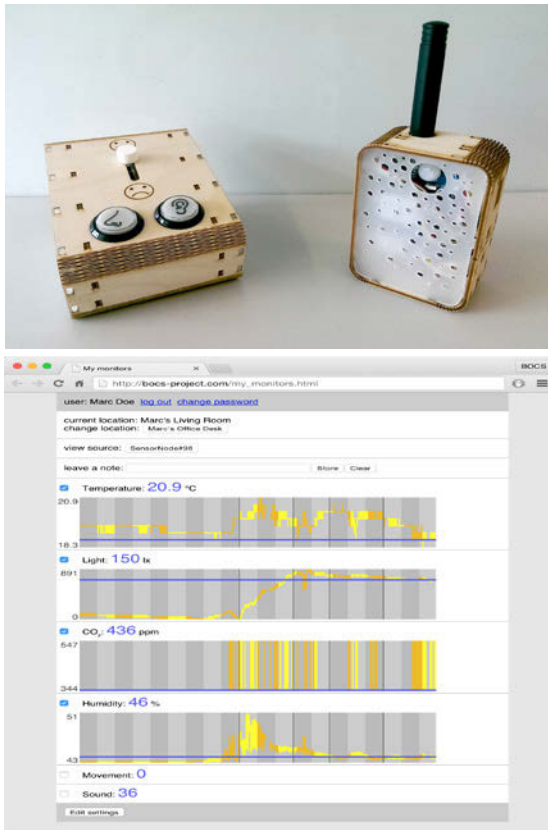 My monitors
BOCS
http://bocs-project.com/my_monitors.html
user: Marc Doe log out change password
current location: Marc's Living Room
change location: Marc's Office Desk
view source: SensorNode#98
leave a note: Store Clear
Temperature: 20.9 °C
20.9
18.3
Light: 150 lx
891
0
CO₂: 436 ppm
547
344
Humidity: 46 %
51
43
Movement: 0
Sound: 36
Edit settings